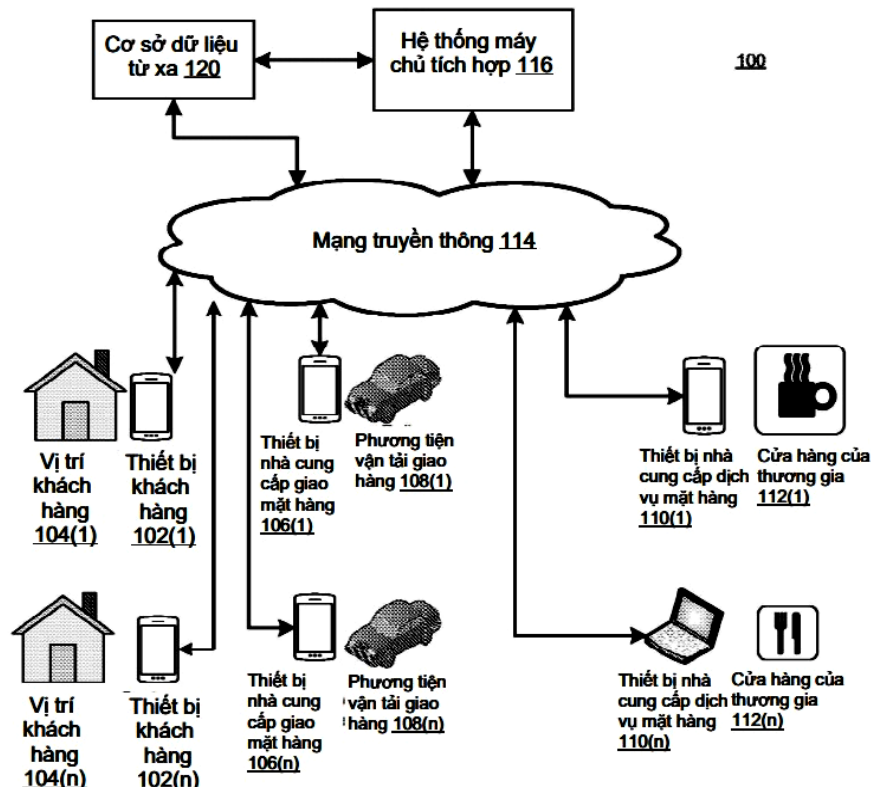 Cơ sở dữ liệu
từ xa 120
Hệ thống máy
chủ tích hợp 116
100
Mạng truyền thông 114
Vị trí
khách
hàng
104(1)
Thiết bị
khách
hàng
102(1)
Thiết bị
nhà cung
cấp giao
mặt hàng
106(1)
Phương tiện
vận tải giao
hàng 108(1)
Thiết bị nhà
cung cấp dịch
vụ mặt hàng
110(1)
Cửa hàng của
thương gia
112(1)
Vị trí
khách
hàng
104(n)
Thiết bị
khách
hàng
102(n)
Thiết bị
nhà cung
cấp giao
mặt hàng
106(n)
Phương tiện
vận tải giao
hàng 108(n)
Thiết bị nhà
cung cấp dịch
vụ mặt hàng
110(n)
Cửa hàng của
thương gia
112(n)